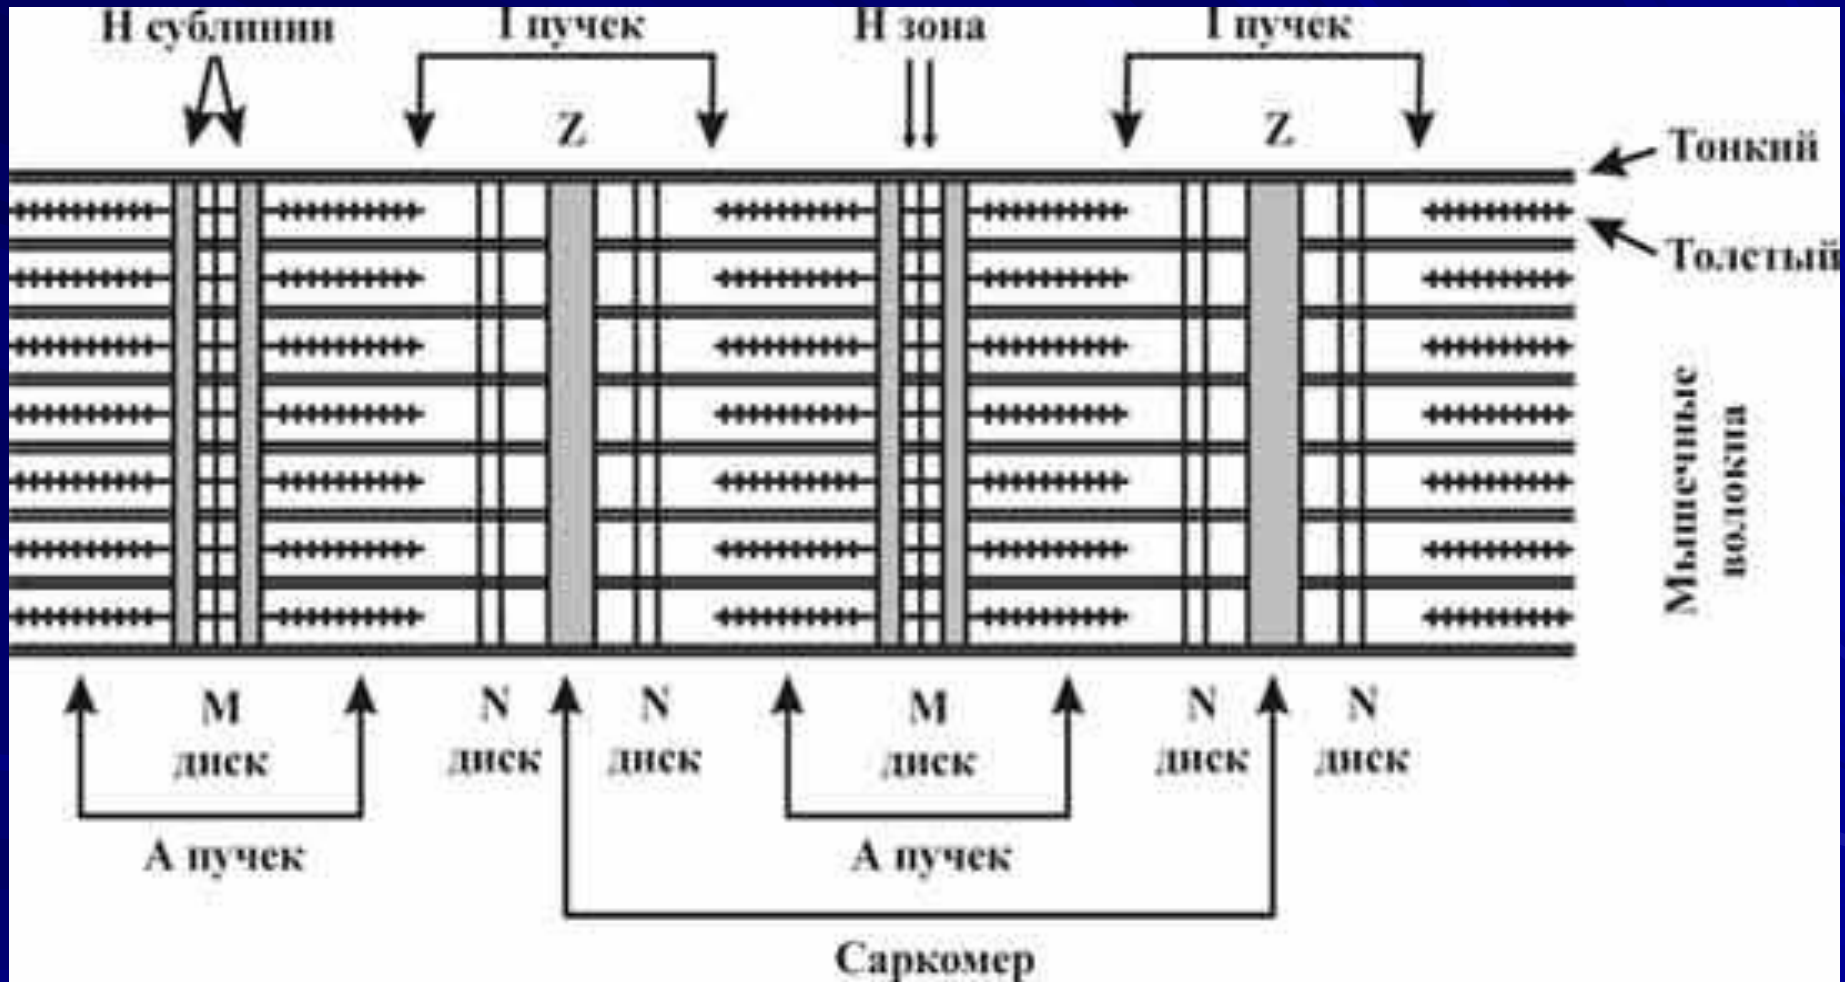 Н сублинии
I пучек
Н зона
I пучек
Z
Z
Тонкий
Толстый
Мышечные
волокна
М
диск
N
диск
N
диск
М
диск
N
диск
N
диск
А пучек
А пучек
Саркомер